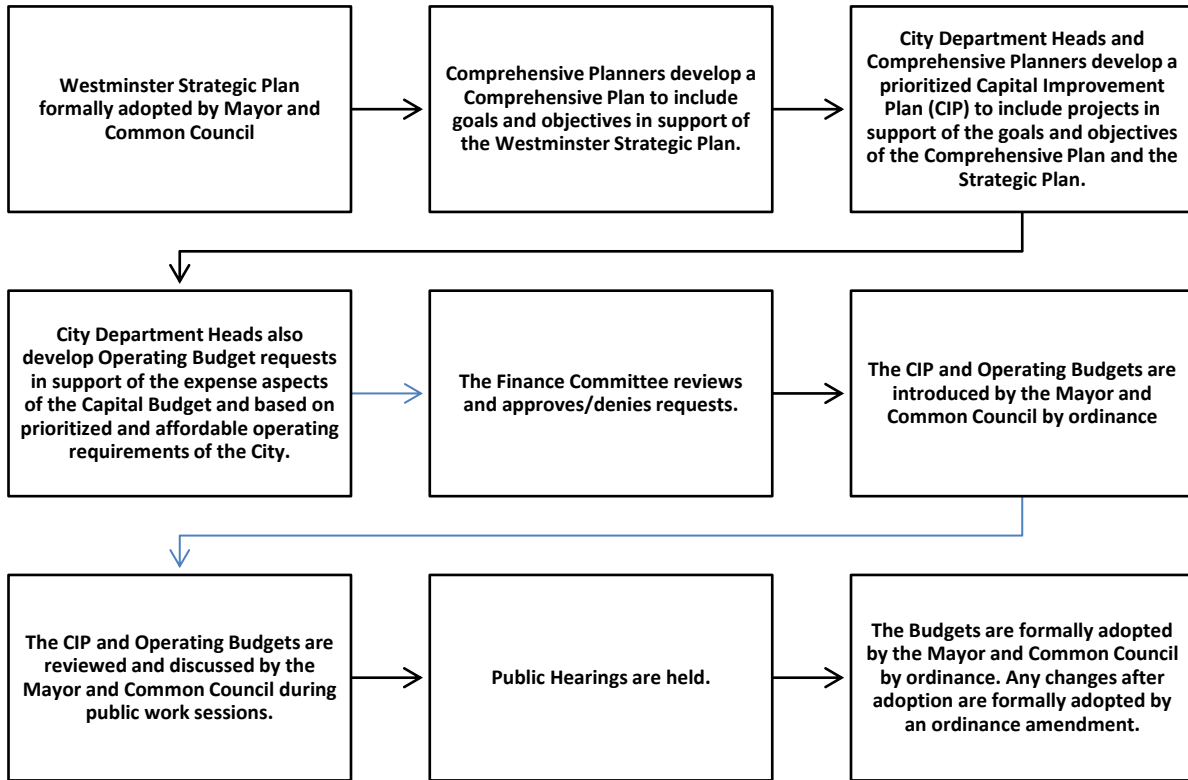 Westminster Strategic Plan
formally adopted by Mayor and
Common Council
Comprehensive Planners develop a
Comprehensive Plan to include
goals and objectives in support of
the Westminster Strategic Plan.
City Department Heads and
Comprehensive Planners develop a
prioritized Capital Improvement
Plan (CIP) to include projects in
support of the goals and objectives
of the Comprehensive Plan and the
Strategic Plan.
City Department Heads also
develop Operating Budget requests
in support of the expense aspects
of the Capital Budget and based on
prioritized and affordable operating
requirements of the City.
The Finance Committee reviews
and approves/denies requests.
The CIP and Operating Budgets are
introduced by the Mayor and
Common Council by ordinance
The CIP and Operating Budgets are
reviewed and discussed by the
Mayor and Common Council during
public work sessions.
Public Hearings are held.
The Budgets are formally adopted
by the Mayor and Common Council
by ordinance. Any changes after
adoption are formally adopted by
an ordinance amendment.